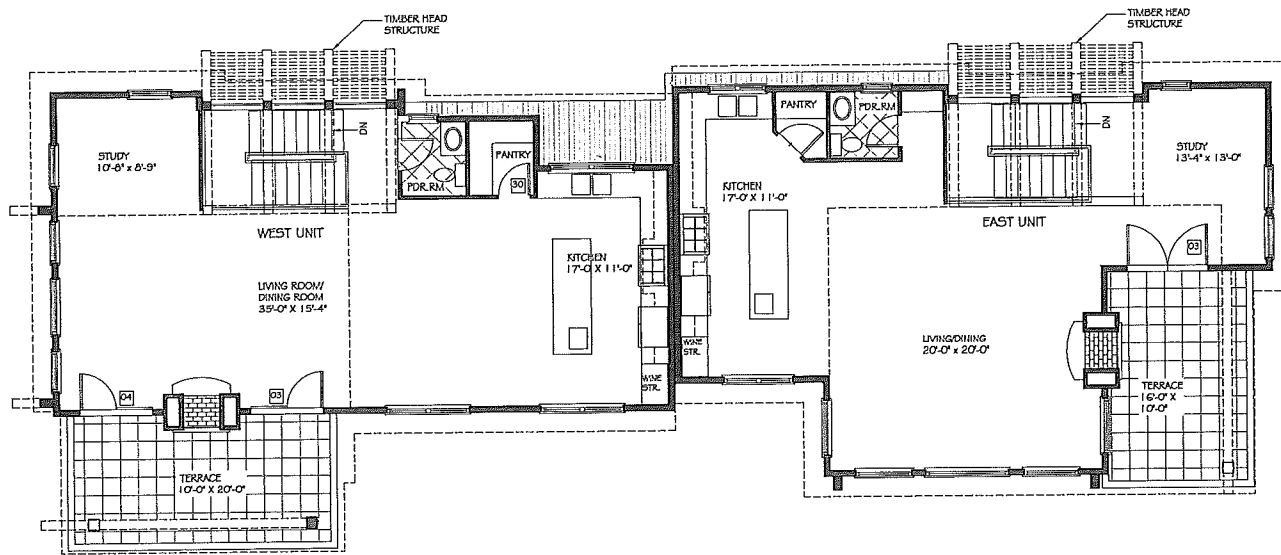 TIMBER HEAD
STRUCTURE
DN
STUDY
10'-8" x 8'-9"
PANTRY
PDR.RM
30
WEST UNIT
KITCHEN
17'-0" X 11'-0"
LIVING ROOM/
DINING ROOM
35'-0" X 15'-4"
WINE
STR.
04
03
TERRACE
10'-0" X 20'-0"
TIMBER HEAD
STRUCTURE
PANTRY
PDR.RM
DN
STUDY
13'-4" x 13'-0"
KITCHEN
17'-0" X 11'-0"
EAST UNIT
03
WINE
STR.
LIVING/DINING
20'-0" x 20'-0"
TERRACE
16'-0" X
10'-0"